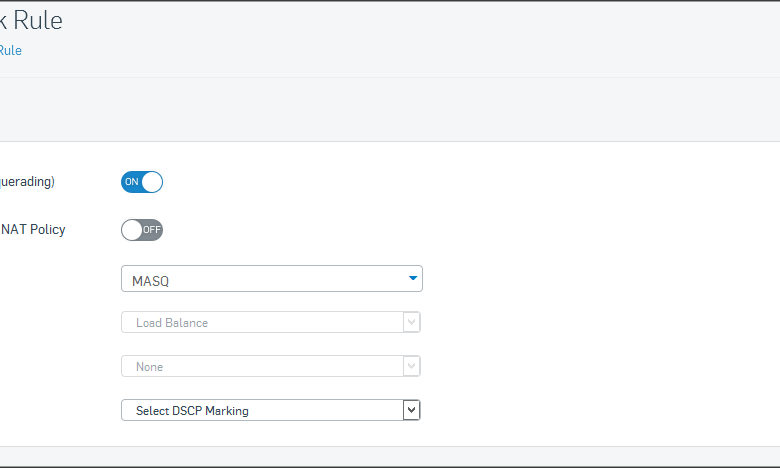 k Rule
Rule
querading)
ON
NAT Policy
OFF
MASQ
Load Balance
None
Select DSCP Marking